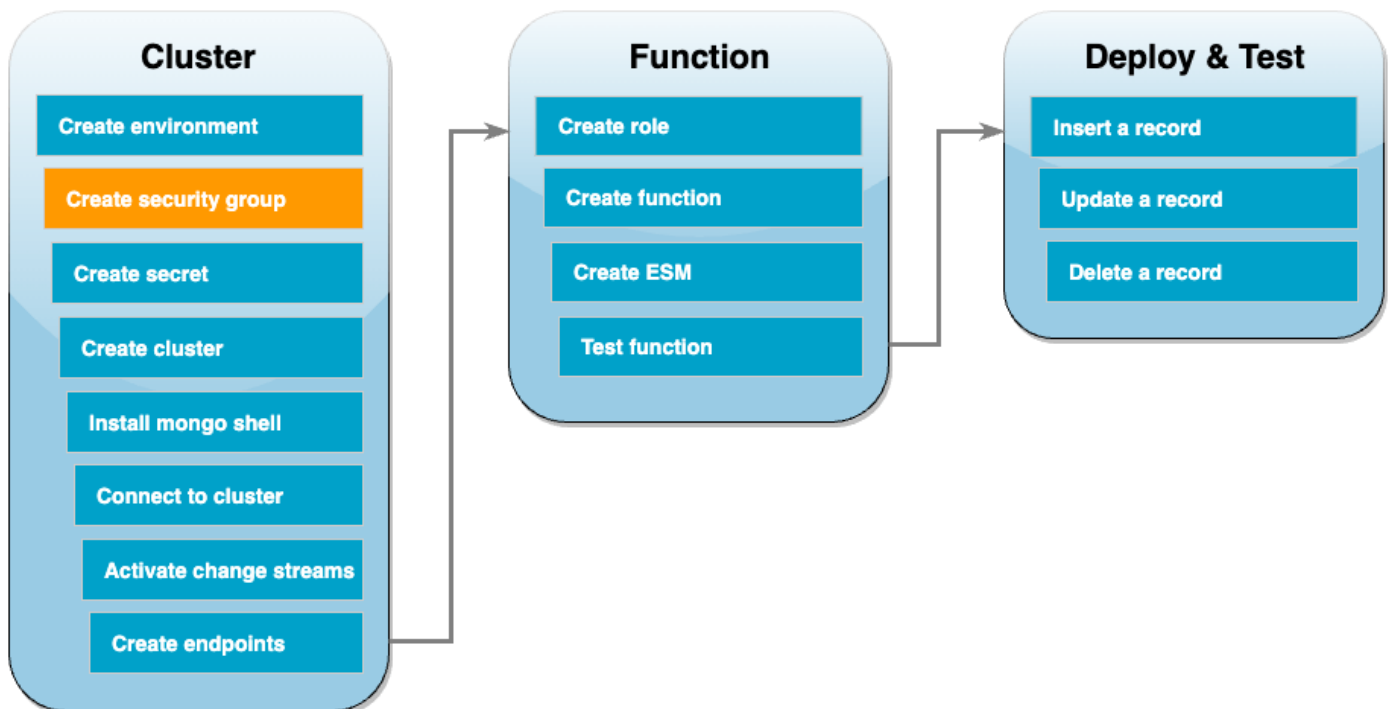 Cluster
Create environment
Create security group
Create secret
Create cluster
Install mongo shell
Connect to cluster
Activate change streams
Create endpoints
Function
Create role
Create function
Create ESM
Test function
Deploy & Test
Insert a record
Update a record
Delete a record